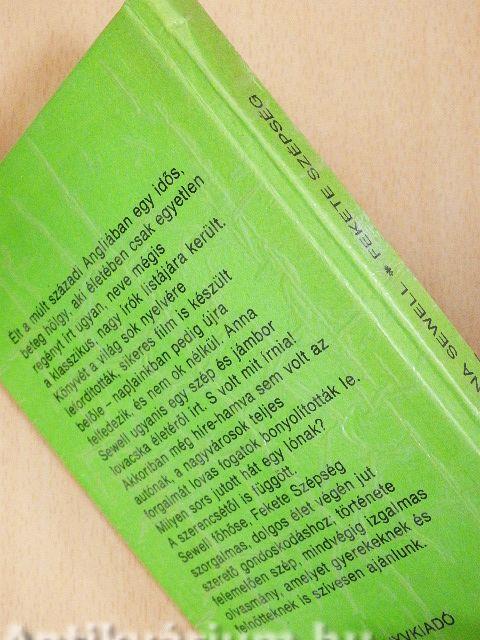 Élt a múlt századi Angliában egy idős,
beteg hölgy, aki életében csak egyetlen
regényt írt ugyan, neve mégis
a klasszikus, nagy írók listájára került.
Könyvét a világ sok nyelvére
lefordították, sikeres film is készült
belőle – napjainkban pedig újra
felfedezik, és nem ok nélkül. Anna
Sewell ugyanis egy szép és jámbor
lovacska életéről írt. S volt mit írnia!
Akkoriban még híre-hamva sem volt az
autónak, a nagyvárosok teljes
forgalmát lovas fogatok bonyolították le.
Milyen sors jutott hát egy lónak?
A szerencsétől is függött.
Sewell főhőse, Fekete Szépség
szorgalmas, dolgos élet végén jut
szerető gondoskodáshoz; története
felemelően szép, mindvégig izgalmas
olvasmány, amelyet gyerekeknek és
felnőtteknek is szívesen ajánlunk.
NA SEWELL * FEKETE SZÉPSÉG
YVKIADÓ
Antikvárium.hu